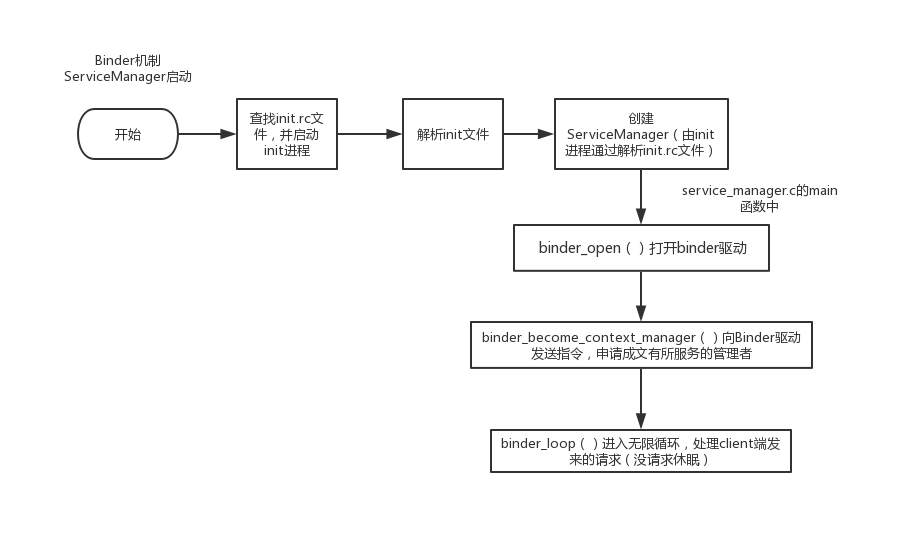 Binder机制
ServiceManager启动
开始
查找init.rc文
件，并启动
init进程
解析init文件
创建
ServiceManager（由init
进程通过解析init.rc文件）
service_manager.c的main
函数中
binder_open（）打开binder驱动
binder_become_context_manager（）向Binder驱动
发送指令，申请成文有所服务的管理者
binder_loop（）进入无限循环，处理client端发
来的请求（没请求休眠）